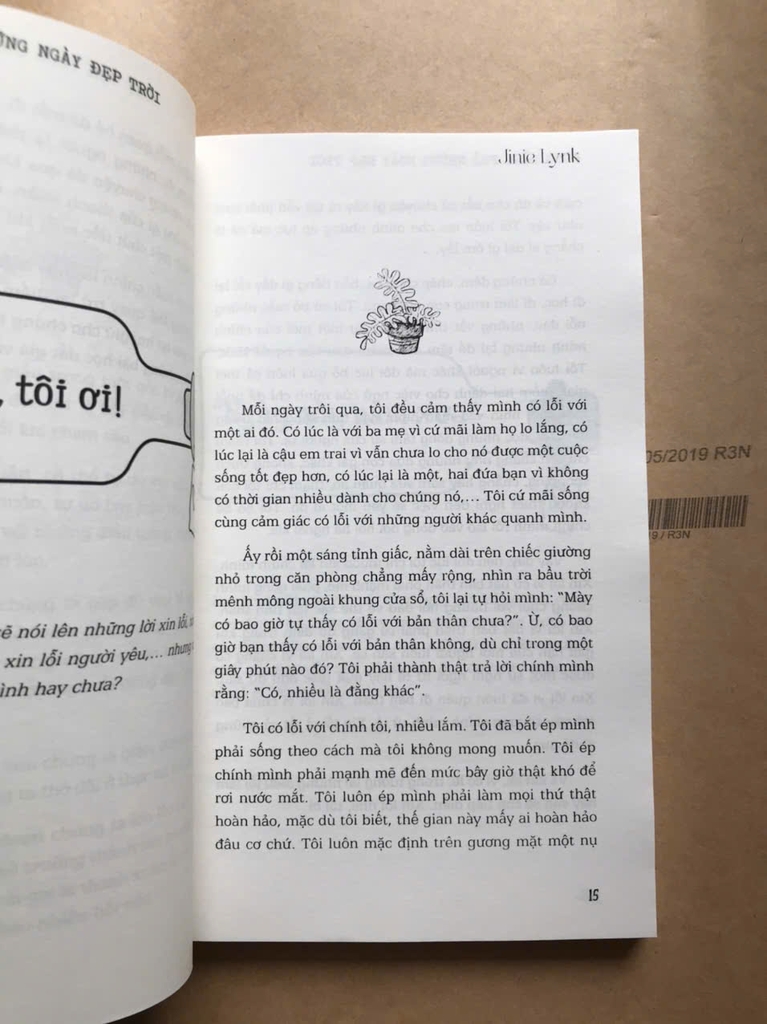 NGÀY ĐẸP TRỜI
tôi ơi!
nói lên những lời xin lỗi,
xin lỗi người yêu,...
hay chưa?
Jinie Lynk
Mỗi ngày trôi qua, tôi đều cảm thấy mình có lỗi với
một ai đó. Có lúc là với ba mẹ vì cứ mãi làm họ lo lắng, có
lúc lại là cậu em trai vì vẫn chưa lo cho nó được một cuộc
sống tốt đẹp hơn, có lúc lại là một, hai đứa bạn vì không
có thời gian nhiều dành cho chúng nó,... Tôi cứ mãi sống
cùng cảm giác có lỗi với những người khác quanh mình.
Ấy rồi một sáng tỉnh giấc, nằm dài trên chiếc giường
nhỏ trong căn phòng chẳng mấy rộng, nhìn ra bầu trời
mênh mông ngoài khung cửa sổ, tôi lại tự hỏi mình: “Mày
có bao giờ tự thấy có lỗi với bản thân chưa?”. Ừ, có bao
giờ bạn thấy có lỗi với bản thân không, dù chỉ trong một
giây phút nào đó? Tôi phải thành thật trả lời chính mình
rằng: “Có, nhiều là đằng khác”.
Tôi có lỗi với chính tôi, nhiều lắm. Tôi đã bắt ép mình
phải sống theo cách mà tôi không mong muốn. Tôi ép
chính mình phải mạnh mẽ đến mức bây giờ thật khó để
rơi nước mắt. Tôi luôn ép mình phải làm mọi thứ thật
hoàn hảo, mặc dù tôi biết, thế gian này mấy ai hoàn hảo
đâu cơ chứ. Tôi luôn mặc định trên gương mặt một nụ
15
05/2019 R3N
/ R3N